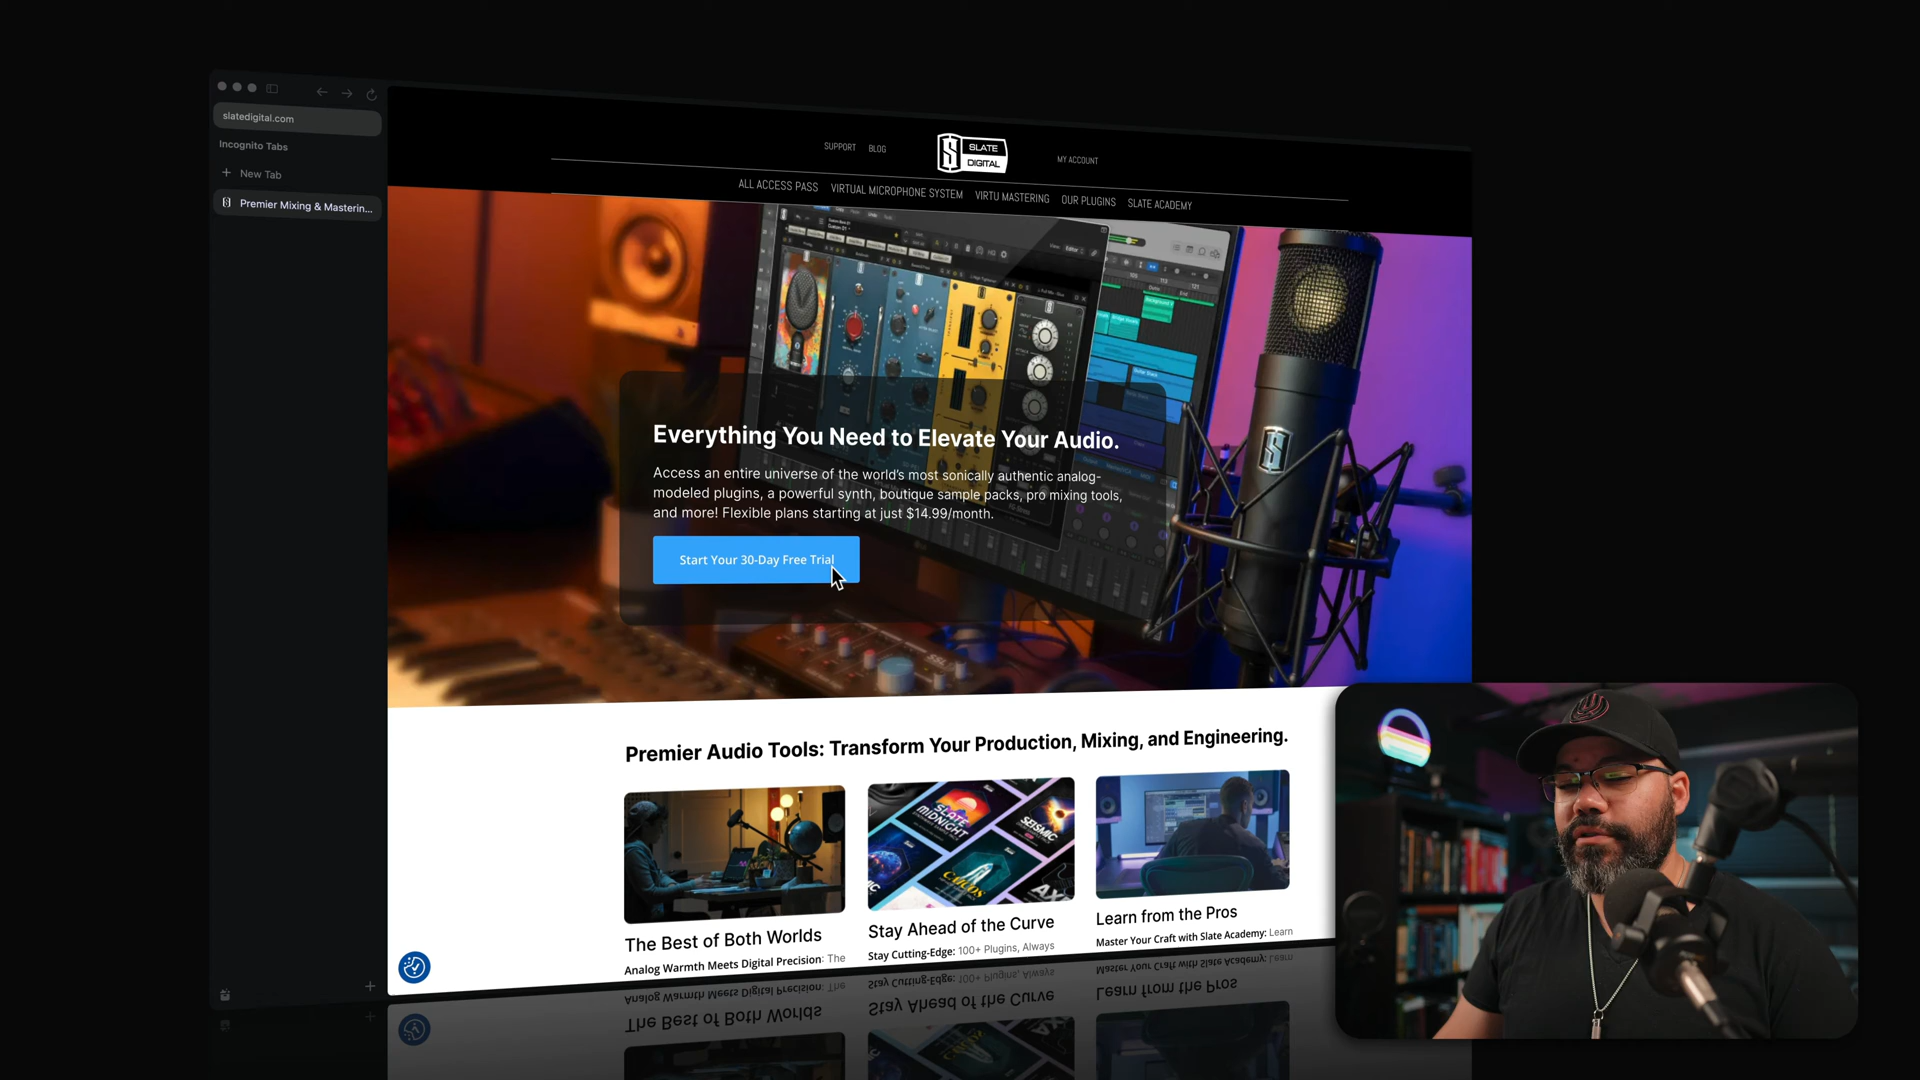 slatedigital.com
Incognito Tabs
New Tab
Premier Mixing & Masterin...
SUPPORT BLOG
SLATE
DIGITAL
MY ACCOUNT
ALL ACCESS PASS VIRTUAL MICROPHONE SYSTEM VIRTU MASTERING OUR PLUGINS SLATE ACADEMY
Everything You Need to Elevate Your Audio.
Access an entire universe of the world's most sonically authentic analog-
modeled plugins, a powerful synth, boutique sample packs, pro mixing tools,
and more! Flexible plans starting at just $14.99/month.
Start Your 30-Day Free Trial
Premier Audio Tools: Transform Your Production, Mixing, and Engineering.
SLATE
MIDNIGHT
SEISMIC
CAICOS
The Best of Both Worlds
Analog Warmth Meets Digital Precision: The
Stay Ahead of the Curve
Stay Cutting-Edge: 100+ Plugins, Always
Learn from the Pros
Master Your Craft with Slate Academy: Learn